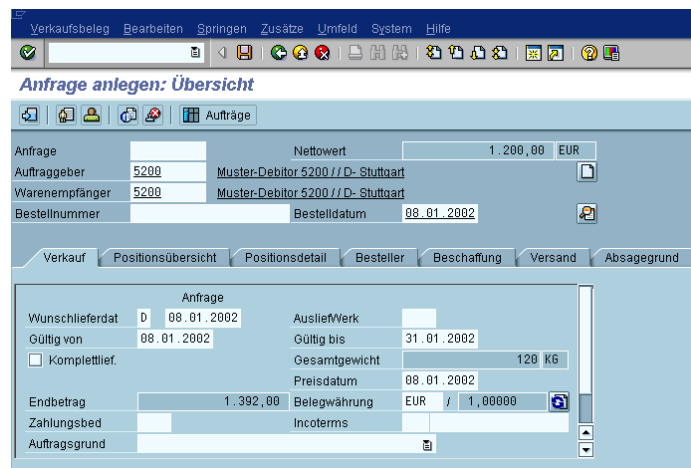 Verkaufsbeleg Bearbeiten Springen Zusätze Umfeld System Hilfe
Anfrage anlegen: Übersicht
Aufträge
Anfrage Nettowert 1.200,00 EUR
Auftraggeber 5200 Muster-Debitor 5200 / / D- Stuttgart
Warenempfänger 5200 Muster-Debitor 5200 / / D- Stuttgart
Bestellnummer Bestelldatum 08.01.2002
Verkauf Positionsübersicht Positionsdetail Besteller Beschaffung Versand Absagegrund
Anfrage
Wunschlieferdat D 08.01.2002 AusliefWerk
Gültig von 08.01.2002 Gültig bis 31.01.2002
Komplettlief. Gesamtgewicht 120 KG
Preisdatum 08.01.2002
Endbetrag 1.392,00 Belegwährung EUR / 1,00000
Zahlungsbed Incoterms
Auftragsgrund